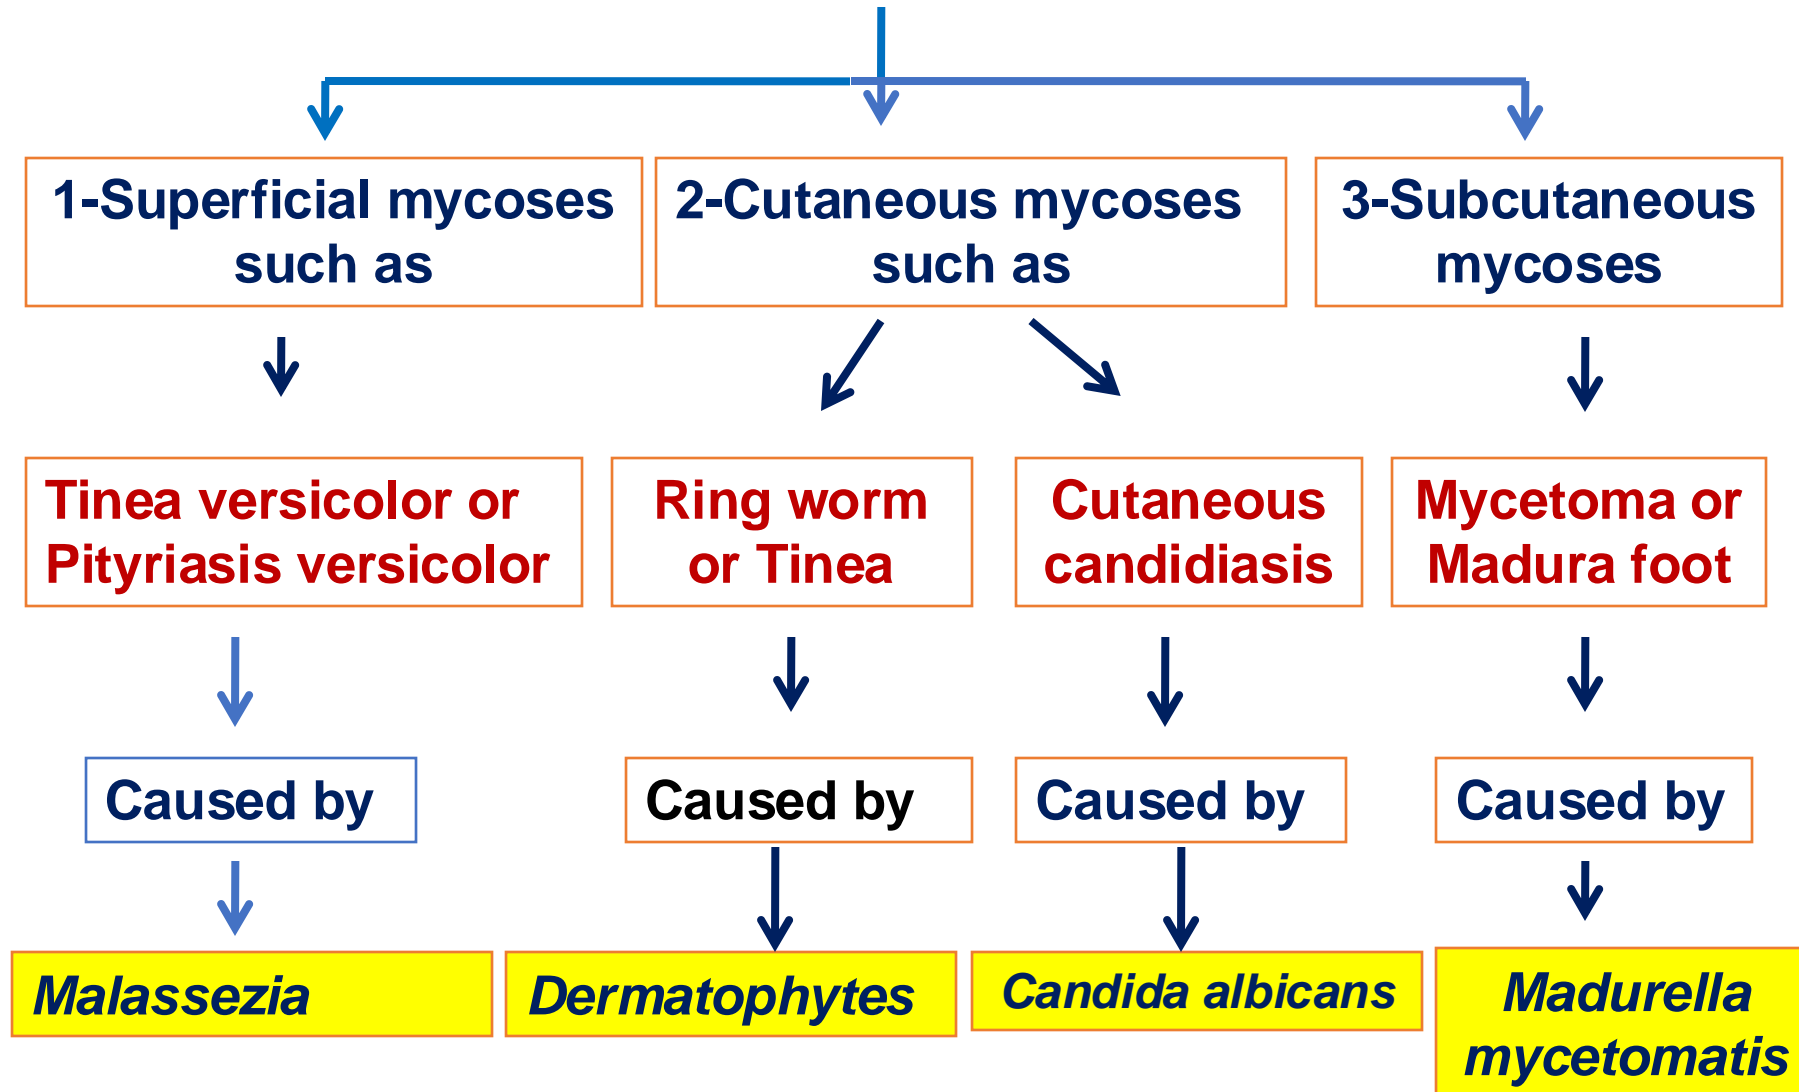 1-Superficial mycoses
such as
2-Cutaneous mycoses
such as
3-Subcutaneous
mycoses
Tinea versicolor or
Pityriasis versicolor
Ring worm
or Tinea
Cutaneous
candidiasis
Mycetoma or
Madura foot
Caused by
Caused by
Caused by
Caused by
Malassezia
Dermatophytes
Candida albicans
Madurella
mycetomatis